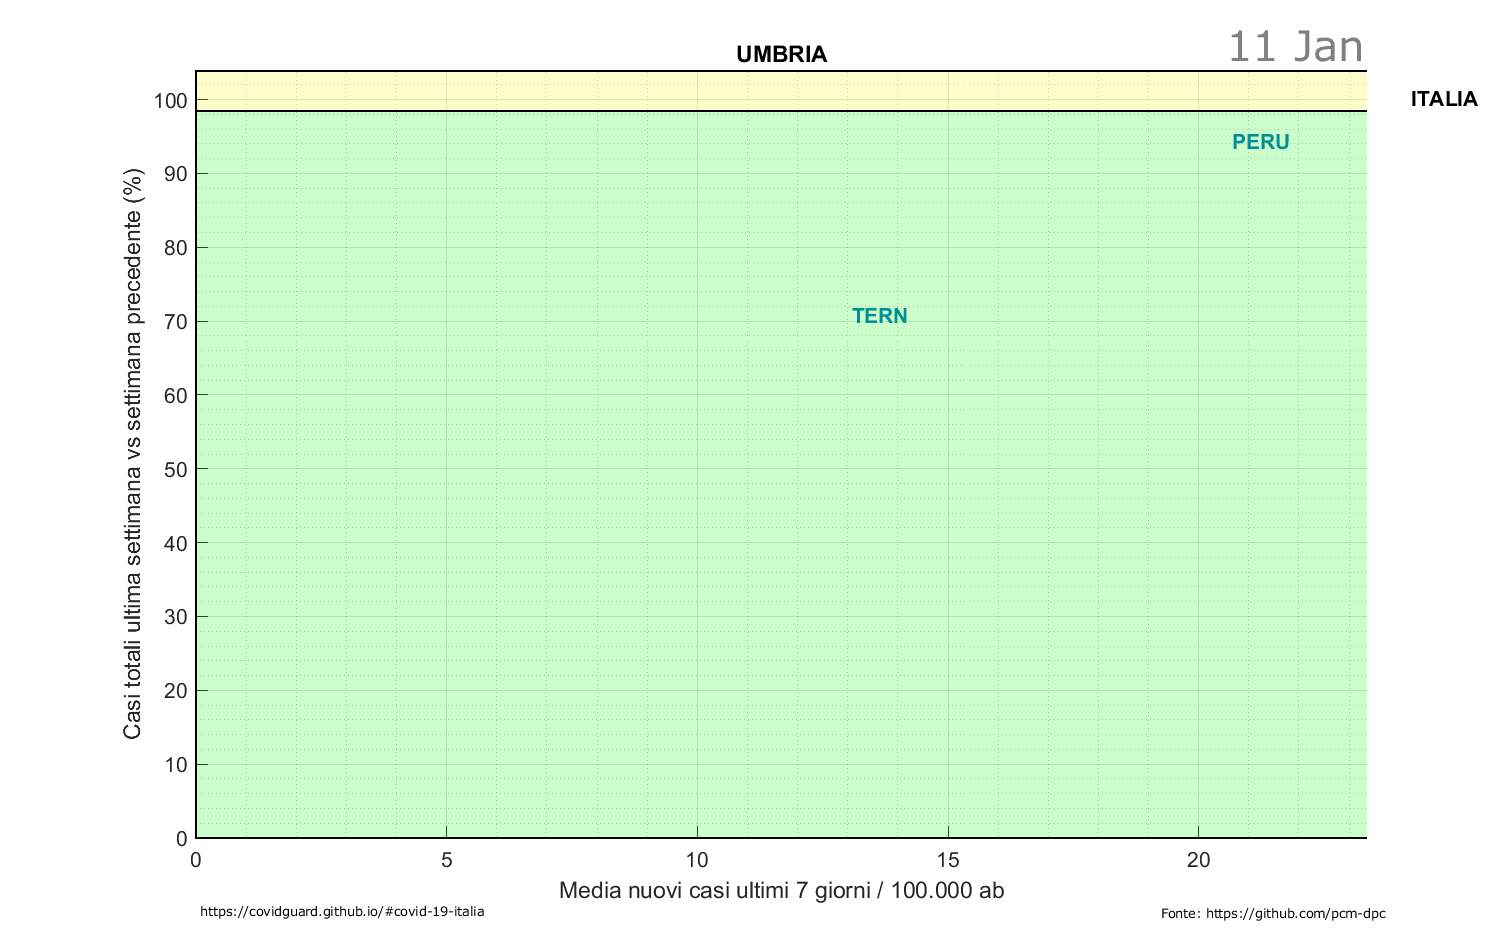 11 Jan
UMBRIA
ITALIA
PERU
TERN
Casi totali ultima settimana vs settimana precedente (%)
100
90
80
70
60
50
40
30
20
10
0
0 5 10 15 20
Media nuovi casi ultimi 7 giorni / 100.000 ab
https://covidguard.github.io/#covid-19-italia
Fonte: https://github.com/pcm-dpc